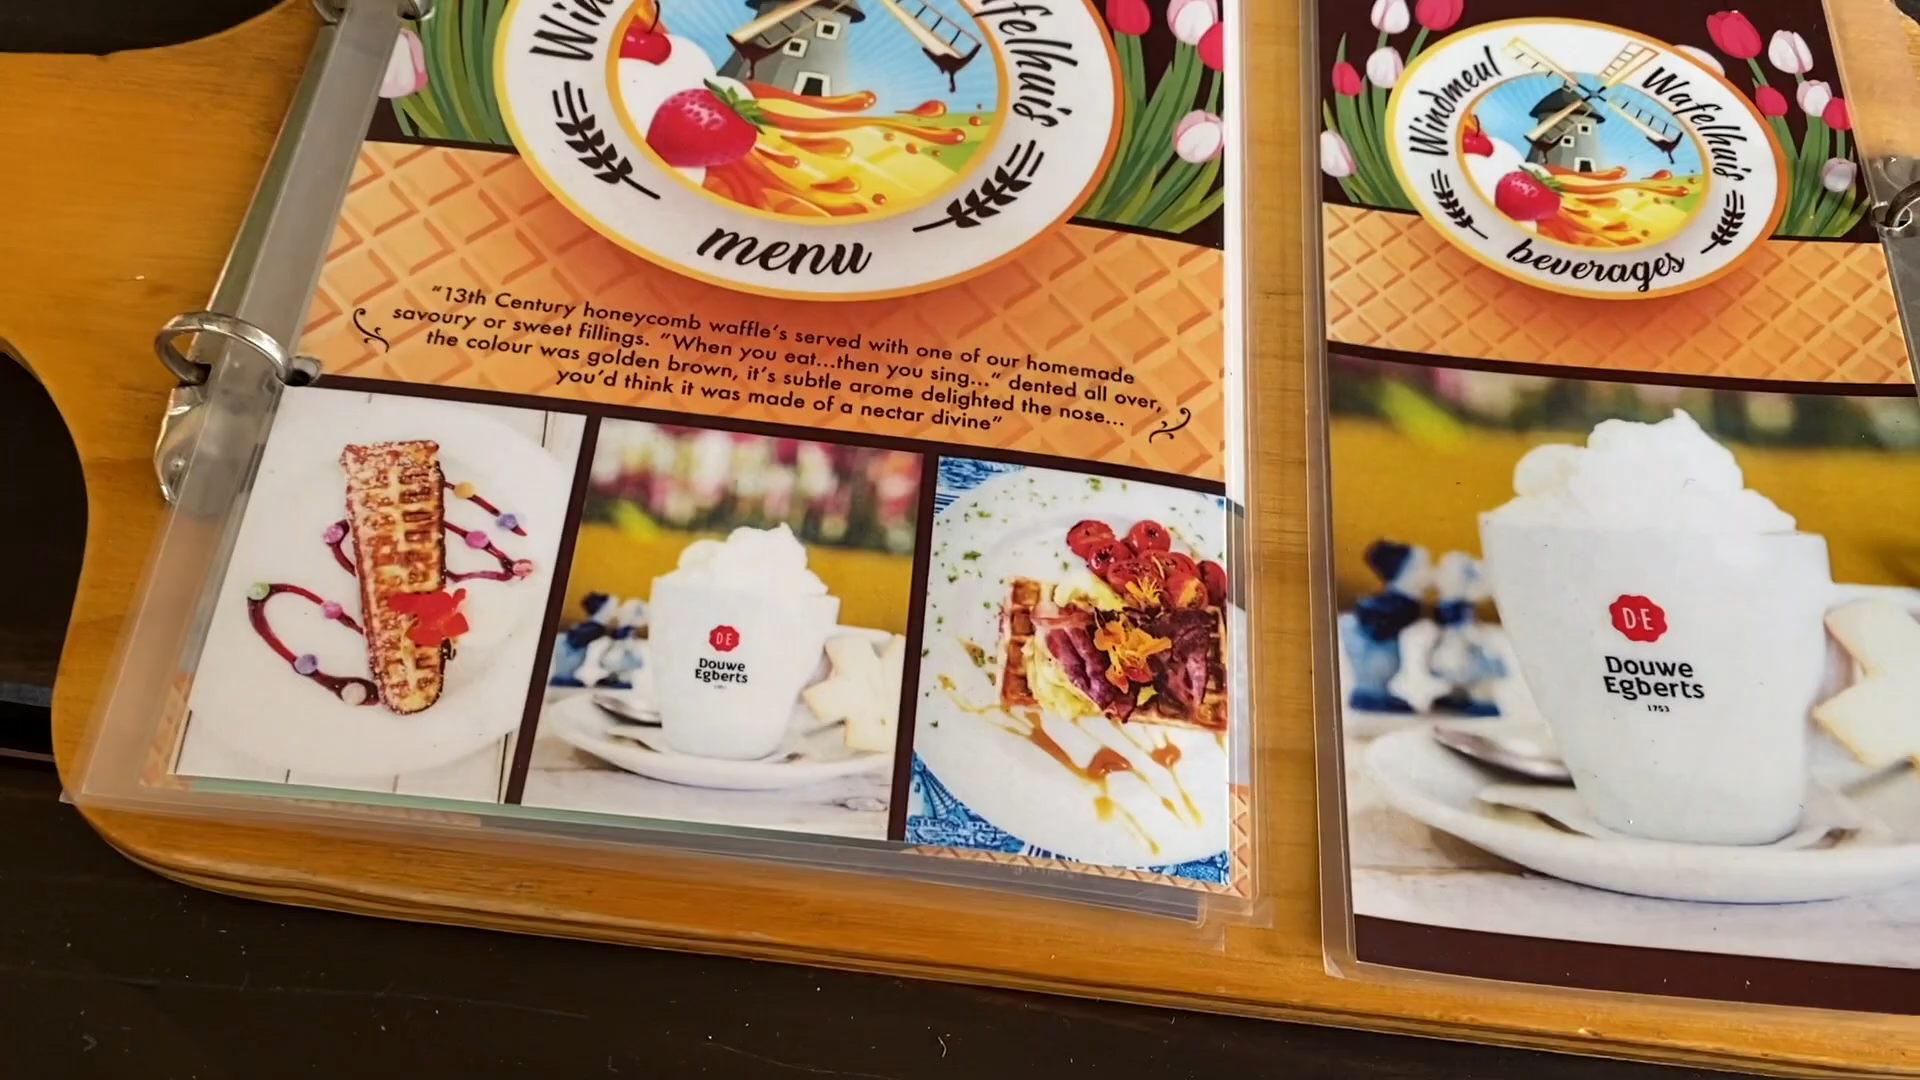 Wafelhuis
menu
"13th Century honeycomb waffle's served with one of our homemade
savoury or sweet fillings. "When you eat...then you sing..." dented all over,
the colour was golden brown, it's subtle arome delighted the nose...
you'd think it was made of a nectar divine"
D·E
Douwe
Egberts
Windmeul Wafelhuis
beverages
D·E
Douwe
Egberts
1753